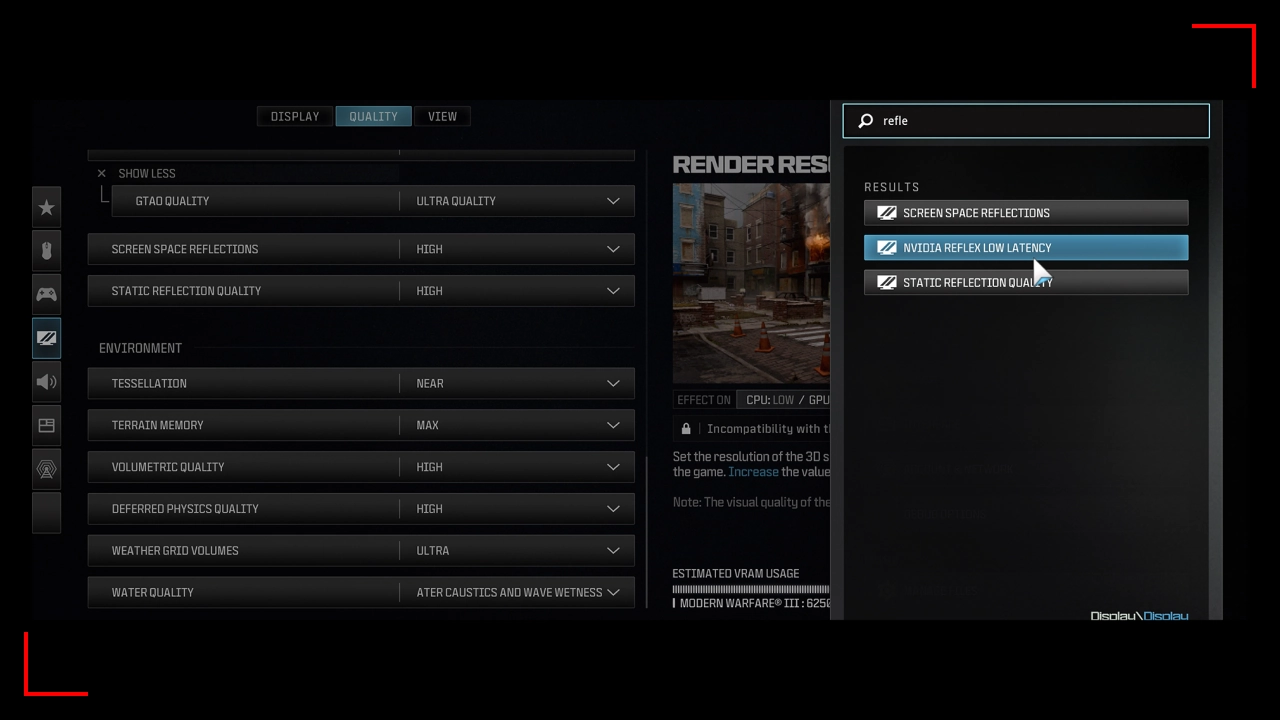 DISPLAY QUALITY VIEW
SHOW LESS
GTAO QUALITY ULTRA QUALITY
SCREEN SPACE REFLECTIONS HIGH
STATIC REFLECTION QUALITY HIGH
ENVIRONMENT
TESSELLATION NEAR
TERRAIN MEMORY MAX
VOLUMETRIC QUALITY HIGH
DEFERRED PHYSICS QUALITY HIGH
WEATHER GRID VOLUMES ULTRA
WATER QUALITY ATER CAUSTICS AND WAVE WETNESS
RENDER RESO
EFFECT ON CPU: LOW / GPU
Incompatibility with t
Set the resolution of the 3D s
the game. Increase the value
Note: The visual quality of the
ESTIMATED VRAM USAGE
MODERN WARFARE® III : 6250
refle
RESULTS
SCREEN SPACE REFLECTIONS
NVIDIA REFLEX LOW LATENCY
STATIC REFLECTION QUALITY
Display\Display